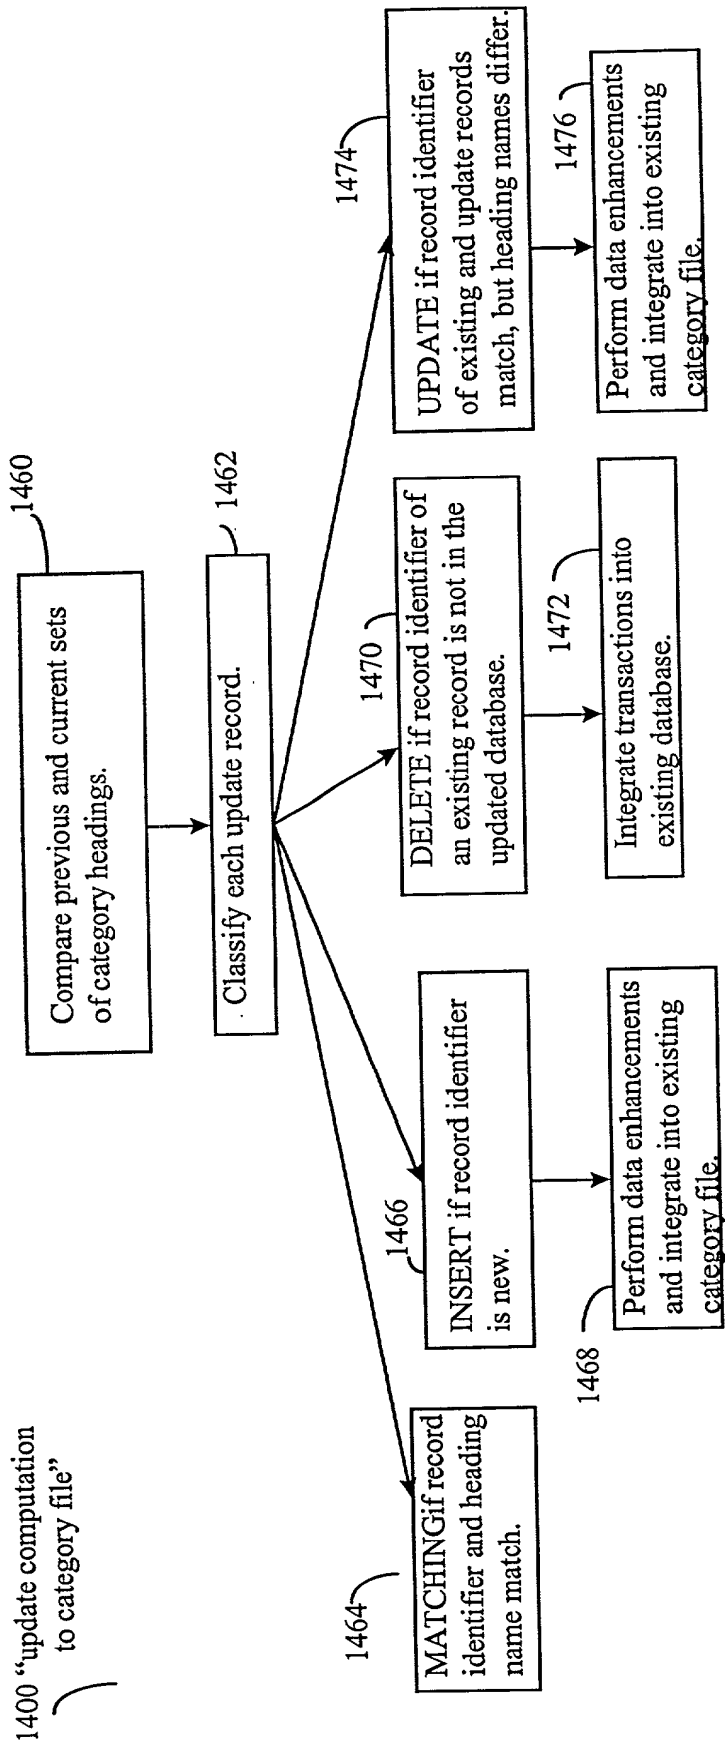 1400 “update computation
to category file”
1460
Compare previous and current sets
of category headings.
1462
Classify each update record.
1464
MATCHINGif record
identifier and heading
name match.
1466
INSERT if record identifier
is new.
1468
Perform data enhancements
and integrate into existing
category file.
1470
DELETE if record identifier of
an existing record is not in the
updated database.
1472
Integrate transactions into
existing database.
1474
UPDATE if record identifier
of existing and update records
match, but heading names differ.
1476
Perform data enhancements
and integrate into existing
category file.